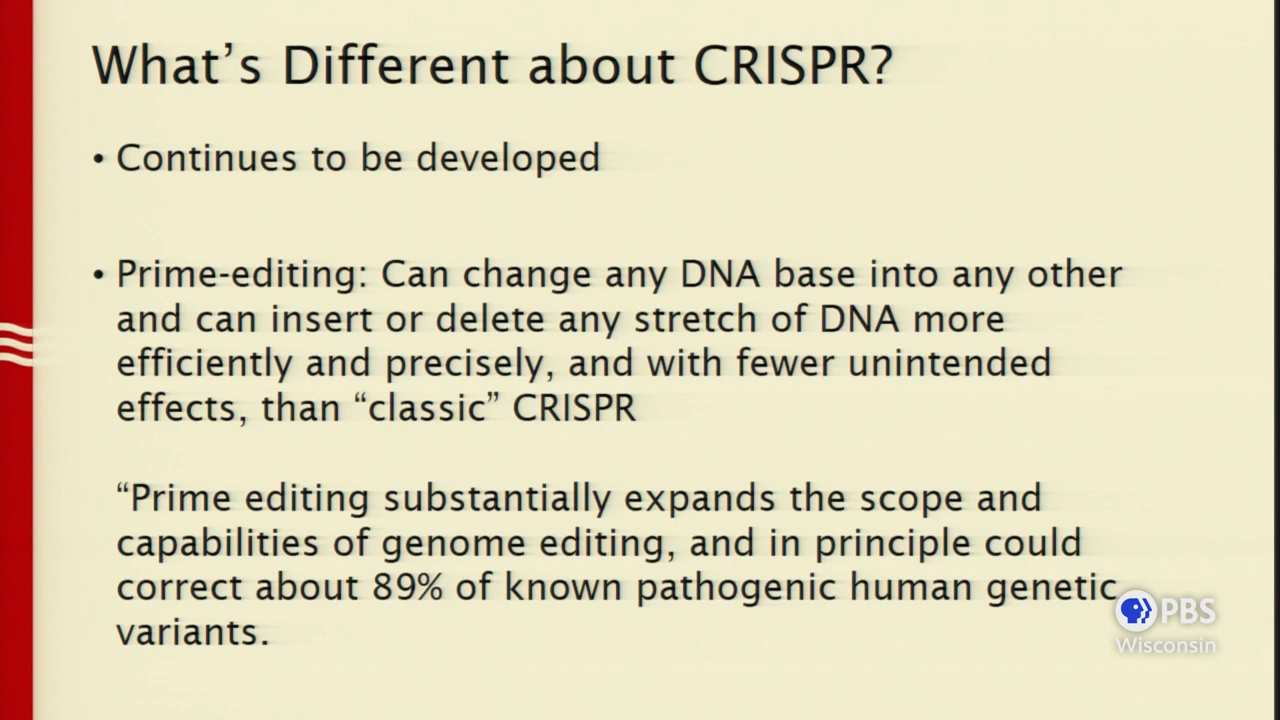 What’s Different about CRISPR?
• Continues to be developed
• Prime-editing: Can change any DNA base into any other
and can insert or delete any stretch of DNA more
efficiently and precisely, and with fewer unintended
effects, than “classic” CRISPR
“Prime editing substantially expands the scope and
capabilities of genome editing, and in principle could
correct about 89% of known pathogenic human genetic
variants.
PBS
Wisconsin